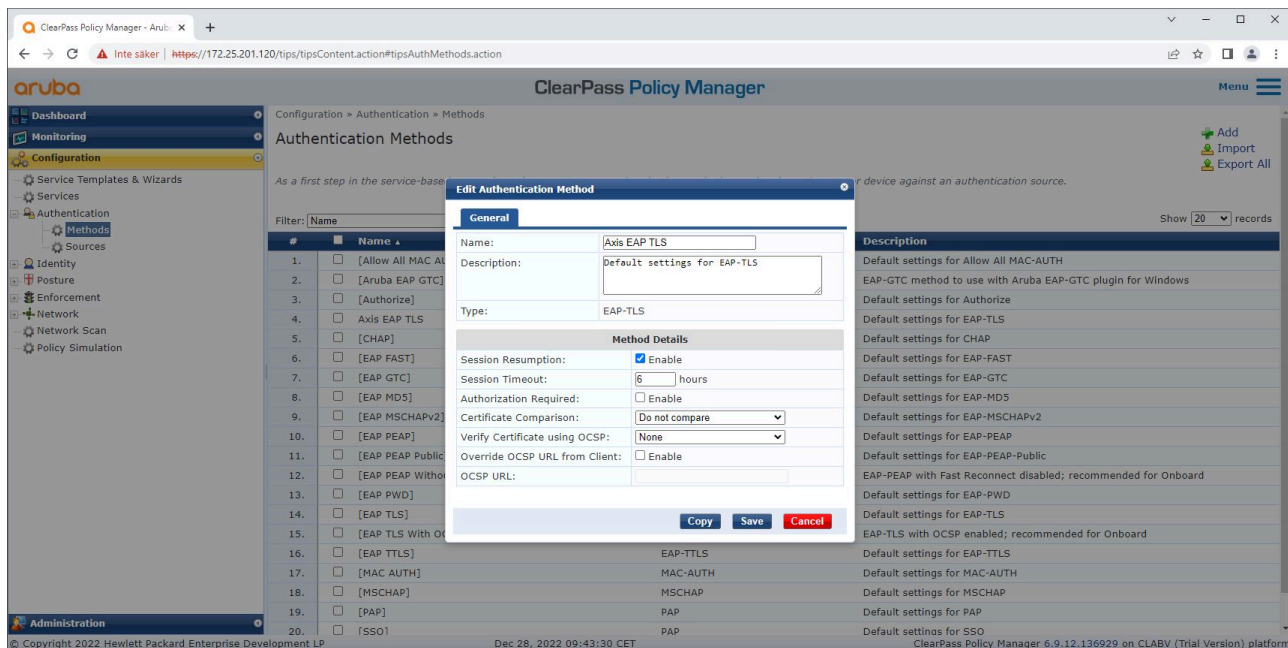 ClearPass Policy Manager - Arub
Inte säker | https://172.25.201.120/tips/tipsContent.action#tipsAuthMethods.action
aruba
ClearPass Policy Manager
Menu
Dashboard
Monitoring
Configuration
Service Templates & Wizards
Services
Authentication
Methods
Sources
Identity
Posture
Enforcement
Network
Network Scan
Policy Simulation
Administration
Configuration » Authentication » Methods
Authentication Methods
Add
Import
Export All
As a first step in the service-base
r device against an authentication source.
Filter: Name
Show 20 records
# Name Description
1. [Allow All MAC AU Default settings for Allow All MAC-AUTH
2. [Aruba EAP GTC] EAP-GTC method to use with Aruba EAP-GTC plugin for Windows
3. [Authorize] Default settings for Authorize
4. Axis EAP TLS Default settings for EAP-TLS
5. [CHAP] Default settings for CHAP
6. [EAP FAST] Default settings for EAP-FAST
7. [EAP GTC] Default settings for EAP-GTC
8. [EAP MD5] Default settings for EAP-MD5
9. [EAP MSCHAPv2] Default settings for EAP-MSCHAPv2
10. [EAP PEAP] Default settings for EAP-PEAP
11. [EAP PEAP Public Default settings for EAP-PEAP-Public
12. [EAP PEAP Witho EAP-PEAP with Fast Reconnect disabled; recommended for Onboard
13. [EAP PWD] Default settings for EAP-PWD
14. [EAP TLS] Default settings for EAP-TLS
15. [EAP TLS With OC EAP-TLS with OCSP enabled; recommended for Onboard
16. [EAP TTLS] EAP-TTLS Default settings for EAP-TTLS
17. [MAC AUTH] MAC-AUTH Default settings for MAC-AUTH
18. [MSCHAP] MSCHAP Default settings for MSCHAP
19. [PAP] PAP Default settings for PAP
20. [SSO] PAP Default settings for SSO
Edit Authentication Method
General
Name: Axis EAP TLS
Description: Default settings for EAP-TLS
Type: EAP-TLS
Method Details
Session Resumption: Enable
Session Timeout: 6 hours
Authorization Required: Enable
Certificate Comparison: Do not compare
Verify Certificate using OCSP: None
Override OCSP URL from Client: Enable
OCSP URL:
Copy Save Cancel
© Copyright 2022 Hewlett Packard Enterprise Development LP Dec 28, 2022 09:43:30 CET ClearPass Policy Manager 6.9.12.136929 on CLABV (Trial Version) platform